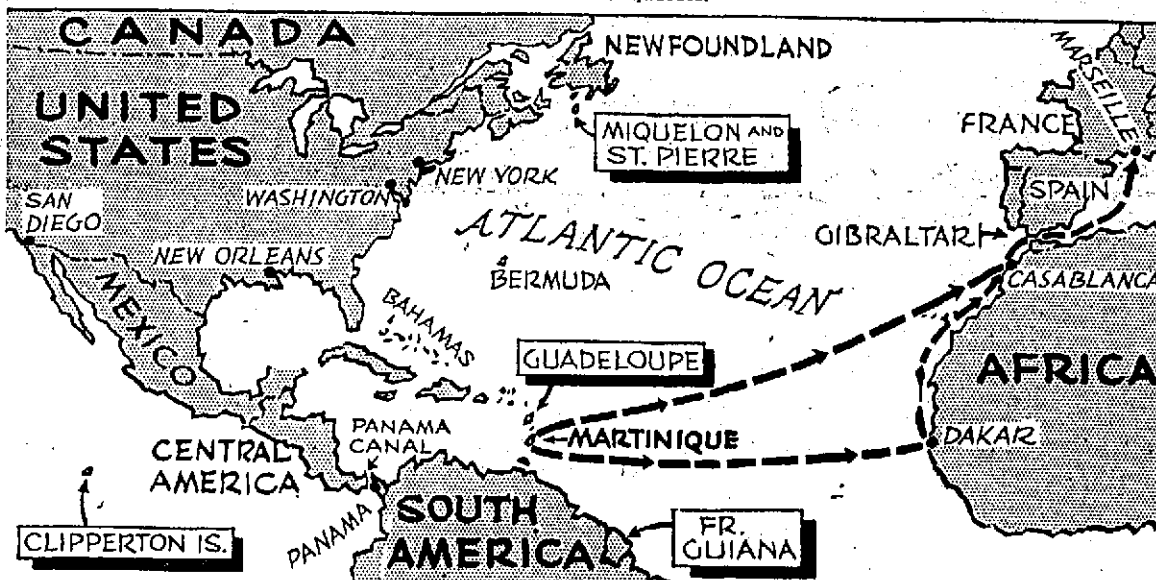 CANADA
NEWFOUNDLAND
MARSEILLE
UNITED
STATES
MIQUELON AND
ST. PIERRE
FRANCE
NEW YORK
WASHINGTON
SPAIN
SAN
DIEGO
ATLANTIC OCEAN
GIBRALTAR
NEW ORLEANS
BERMUDA
CASABLANCA
MEXICO
BAHAMAS
GUADELOUPE
AFRICA
PANAMA
CANAL
MARTINIQUE
DAKAR
CENTRAL
AMERICA
SOUTH
AMERICA
PANAMA
FR.
GUIANA
CLIPPERTON IS.